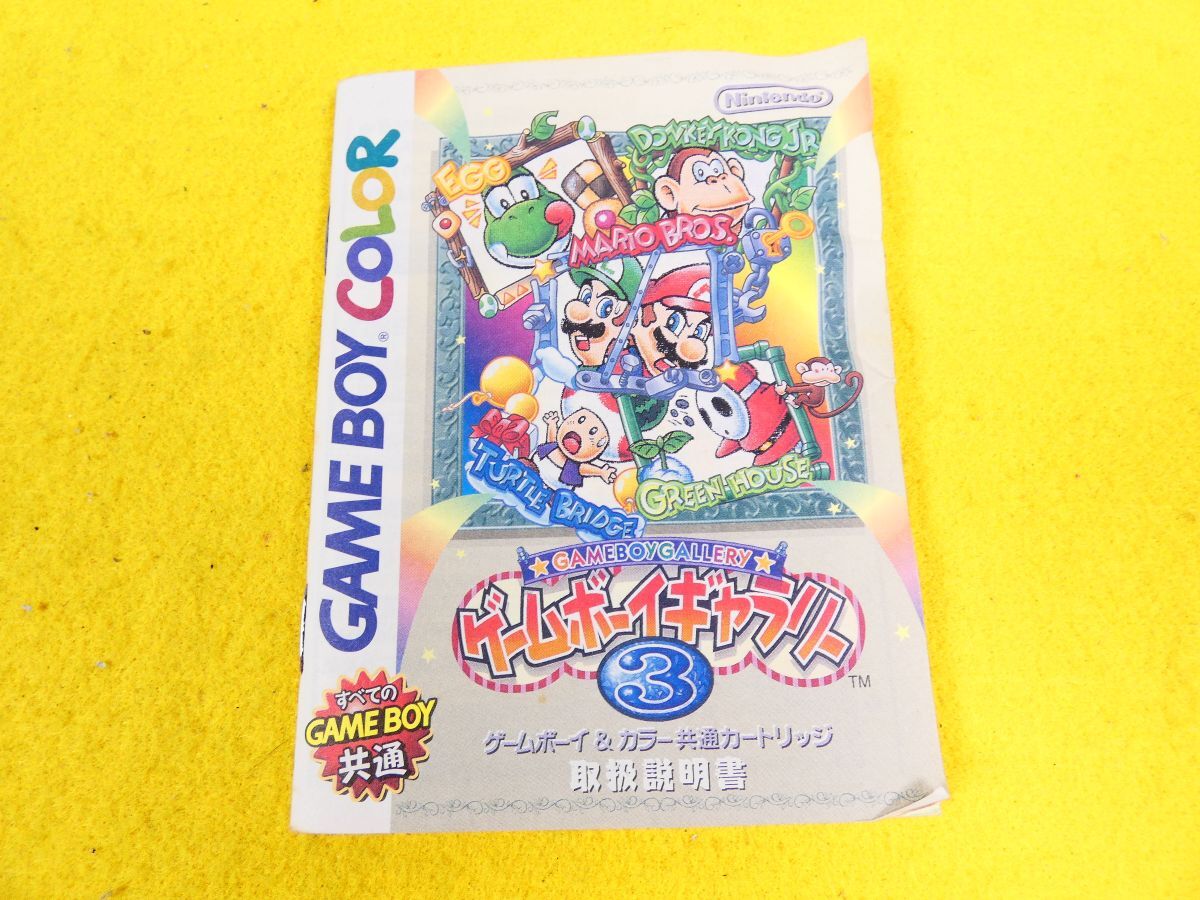 GAME BOY COLOR
®
Nintendo®
EGG
DONKEY KONG JR
MARIO BROS.
TURTLE BRIDGE
GREEN HOUSE
GAMEBOYGALLERY
ゲームボーイギャラリー
3
TM
すべての
GAME BOY
共通
ゲームボーイ & カラー共通カートリッジ
取扱説明書